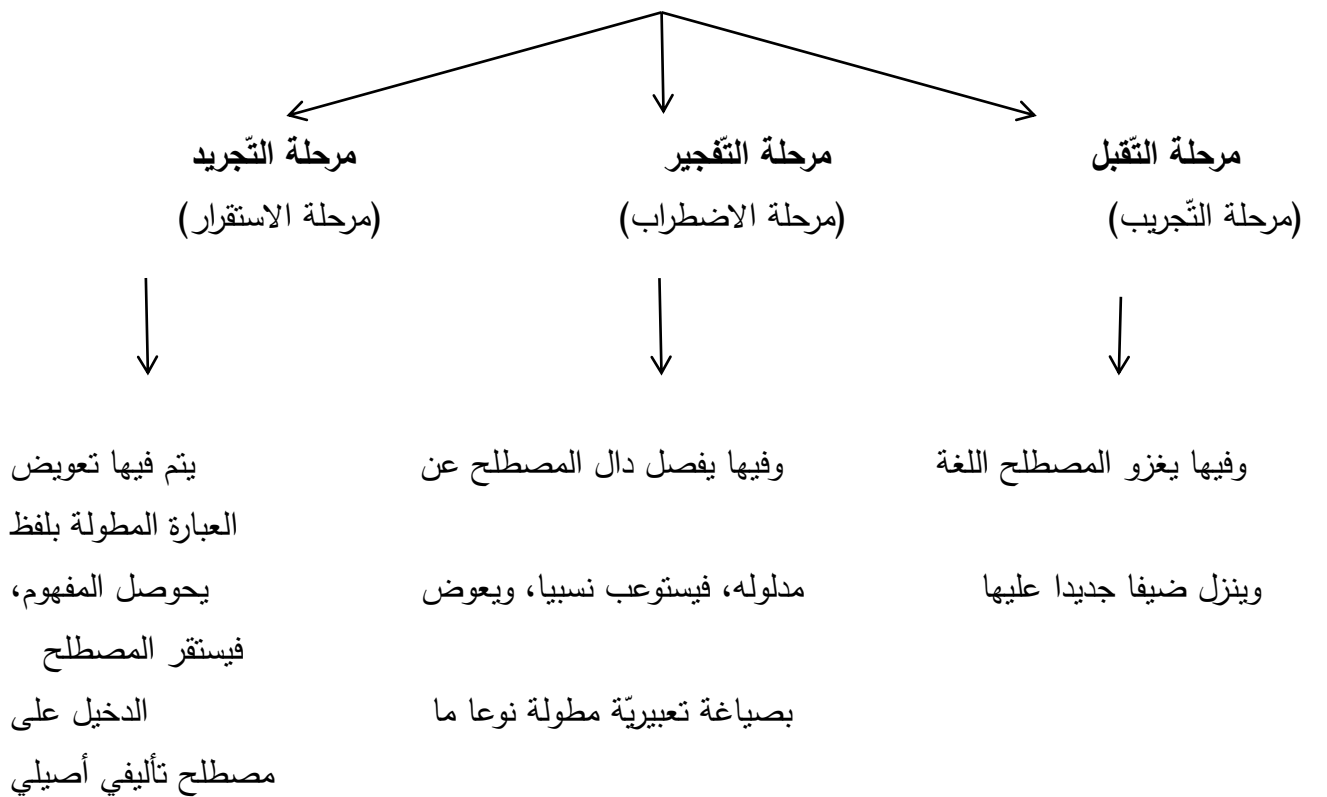 مرحلة التّقبل
(مرحلة التّجريب)
وفيها يغزو المصطلح اللغة
وينزل ضيفا جديدا عليها
مرحلة التّفجير
(مرحلة الاضطراب)
وفيها يفصل دال المصطلح عن
مدلوله، فيستوعب نسبيا، ويعوض
بصياغة تعبيريّة مطولة نوعا ما
مرحلة التّجريد
(مرحلة الاستقرار)
يتم فيها تعويض
العبارة المطولة بلفظ
يحوصل المفهوم،
فيستقر المصطلح
الدخيل على
مصطلح تأليفي أصيلي